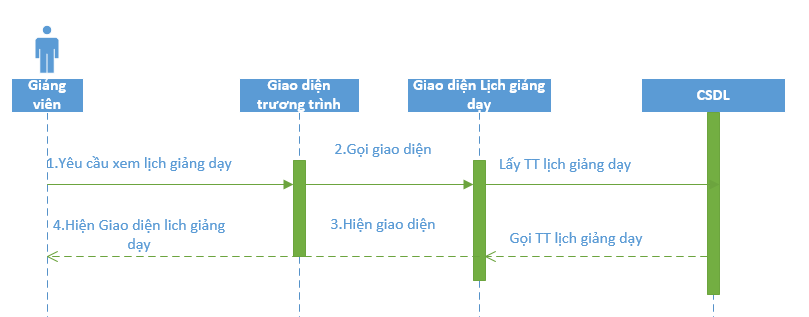 Giảng
viên
Giao diện
trương trình
Giao diện Lịch giảng
dạy
CSDL
1.Yêu cầu xem lịch giảng dạy
2.Gọi giao diện
Lấy TT lịch giảng dạy
4.Hiện Giao diện lich giảng
dạy
3.Hiện giao diện
Gọi TT lịch giảng dạy